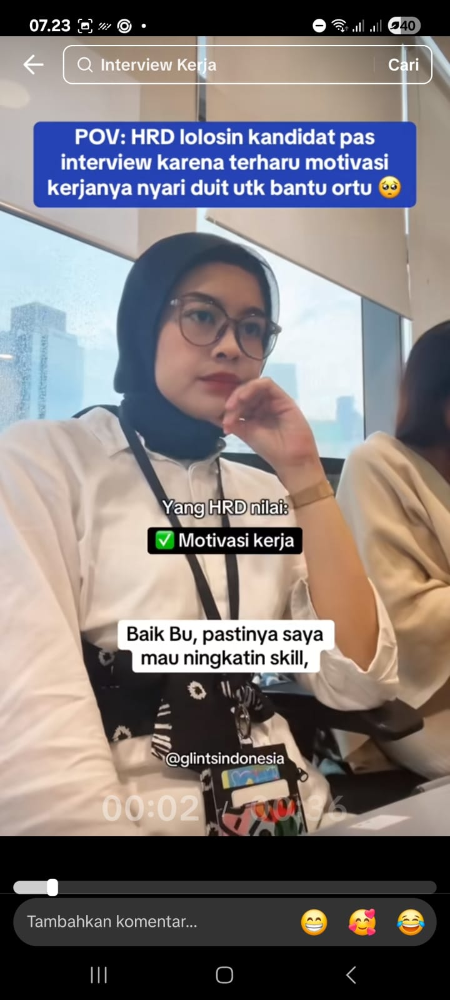 07.23
40
Interview Kerja
Cari
POV: HRD lolosin kandidat pas
interview karena terharu motivasi
kerjanya nyari duit utk bantu ortu 🥺
Yang HRD nilai:
✅ Motivasi kerja
Baik Bu, pastinya saya
mau ningkatin skill,
@glintsindonesia
00:02 / 00:36
Tambahkan komentar...